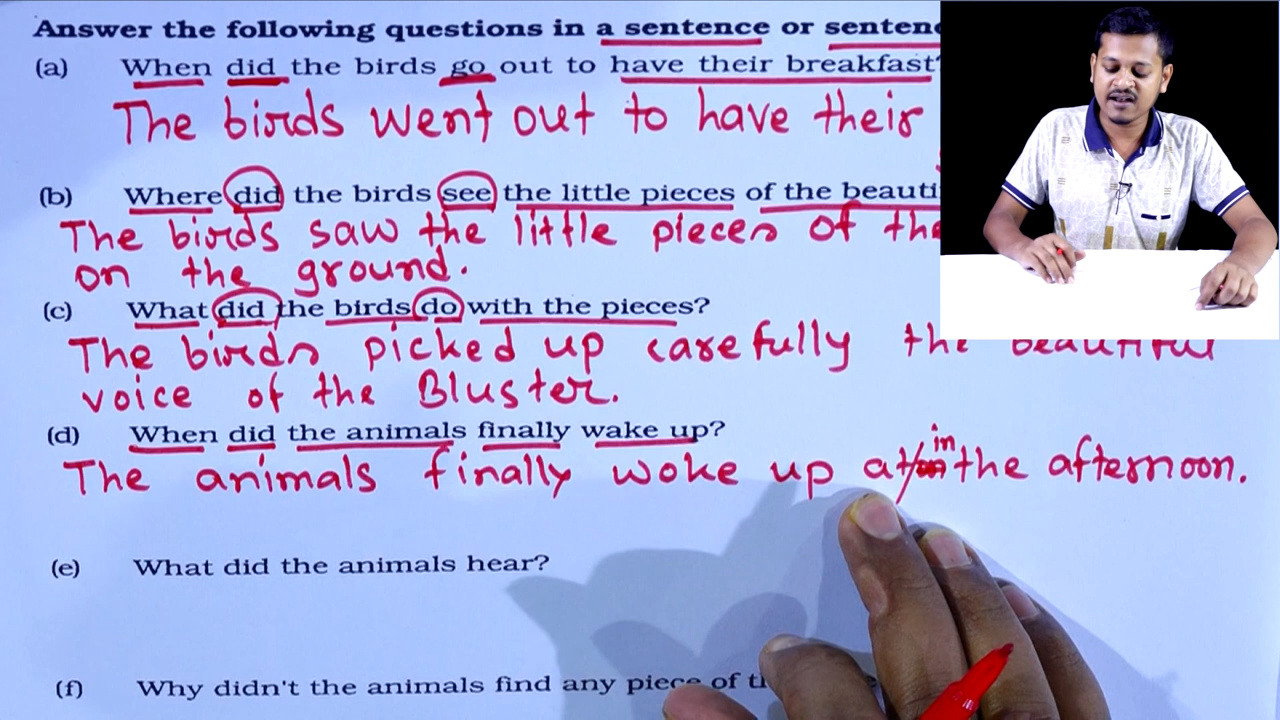 Answer the following questions in a sentence or
(a) When did the birds go out to have their breakfast
The birds went out to have their
(b) Where did the birds see the little pieces of the
The birds saw the little pieces of the
on the ground.
(c) What did the birds do with the pieces?
The birds picked up carefully the beautiful
voice of the Bluster.
(d) When did the animals finally wake up?
in
The animals finally woke up at/ the afternoon.
(e) What did the animals hear?
(f) Why didn't the animals find any piece of